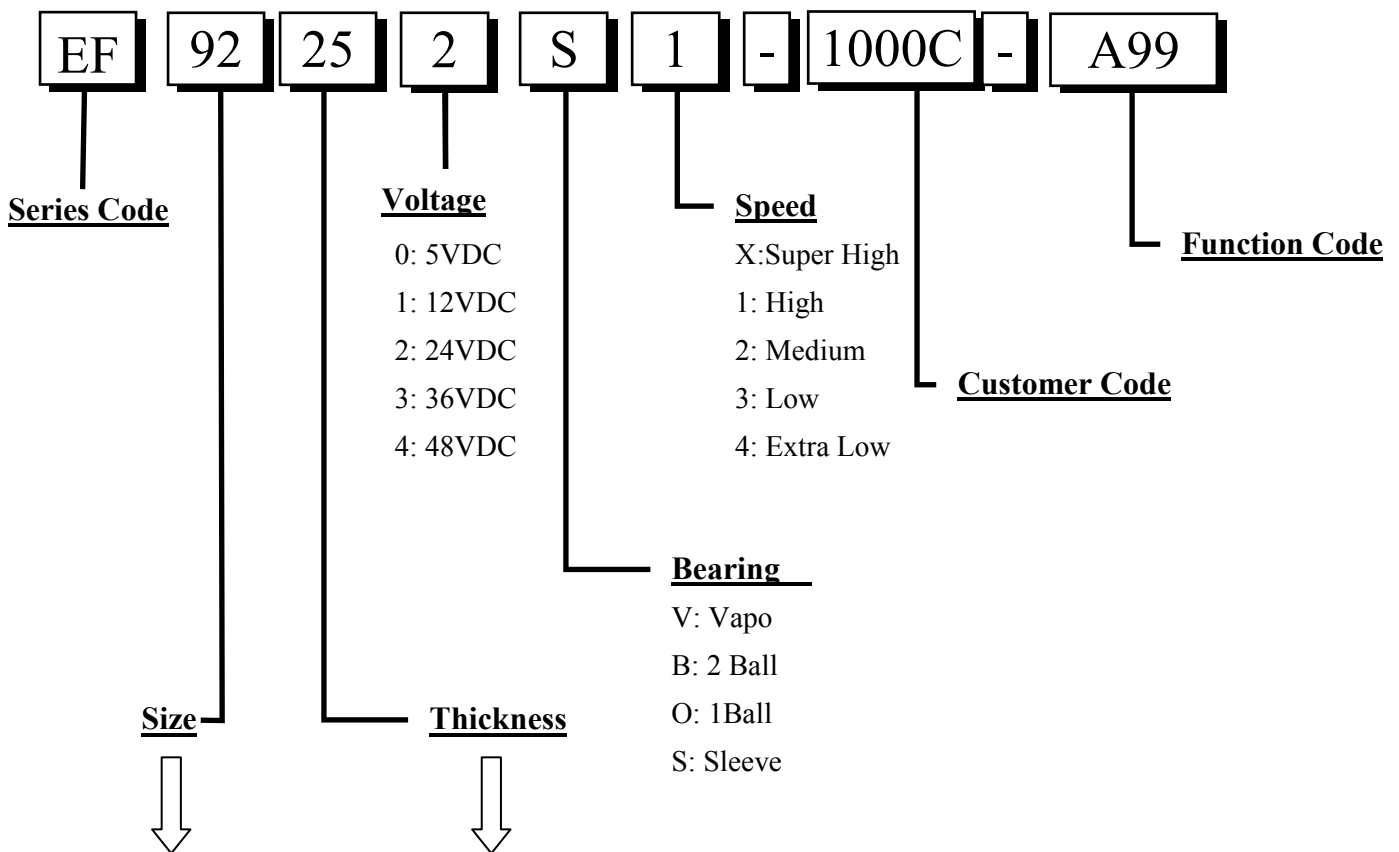 EF 92 25 2 S 1 - 1000C - A99
Series Code
Voltage
0: 5VDC
1: 12VDC
2: 24VDC
3: 36VDC
4: 48VDC
Speed
X:Super High
1: High
2: Medium
3: Low
4: Extra Low
Function Code
Customer Code
Bearing
V: Vapo
B: 2 Ball
O: 1Ball
S: Sleeve
Size
Thickness